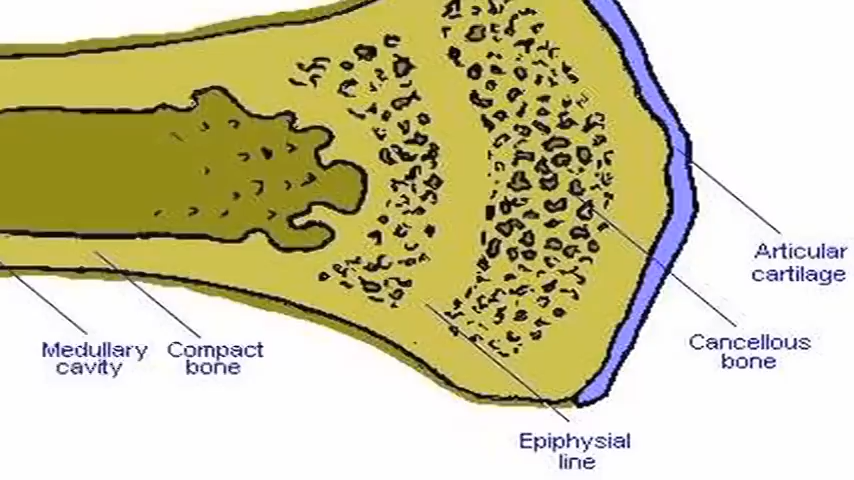 Articular
cartilage
Cancellous
bone
Medullary
cavity
Compact
bone
Epiphysial
line